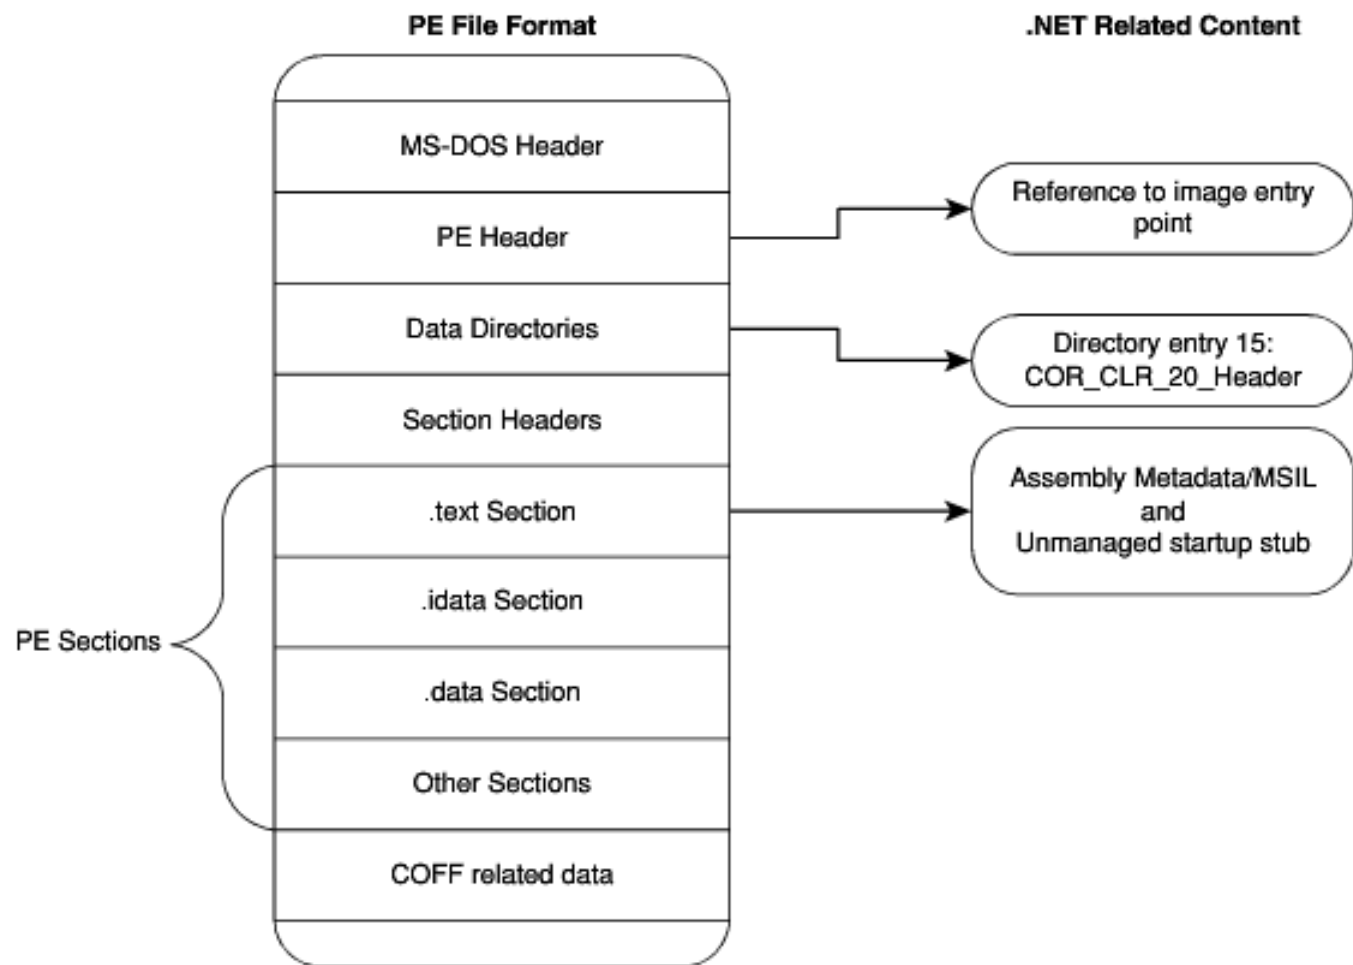 PE File Format
.NET Related Content
MS-DOS Header
PE Header
Reference to image entry
point
Data Directories
Directory entry 15:
COR_CLR_20_Header
Section Headers
.text Section
Assembly Metadata/MSIL
and
Unmanaged startup stub
.idata Section
PE Sections
.data Section
Other Sections
COFF related data